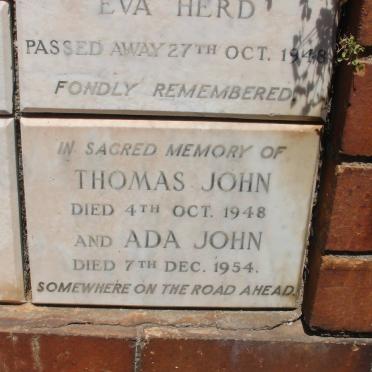 EVA HERD
PASSED AWAY 27TH OCT. 1948
FONDLY REMEMBERED.
IN SACRED MEMORY OF
THOMAS JOHN
DIED 4TH OCT. 1948
AND ADA JOHN
DIED 7TH DEC. 1954.
SOMEWHERE ON THE ROAD AHEAD.